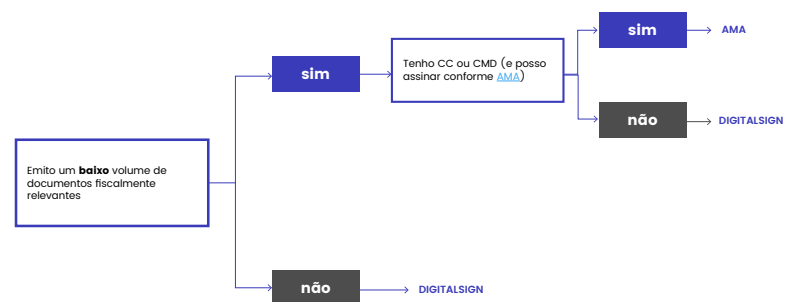 sim
AMA
sim
Tenho CC ou CMD (e posso
assinar conforme AMA)
não
DIGITALSIGN
Emito um baixo volume de
documentos fiscalmente
relevantes
não
DIGITALSIGN